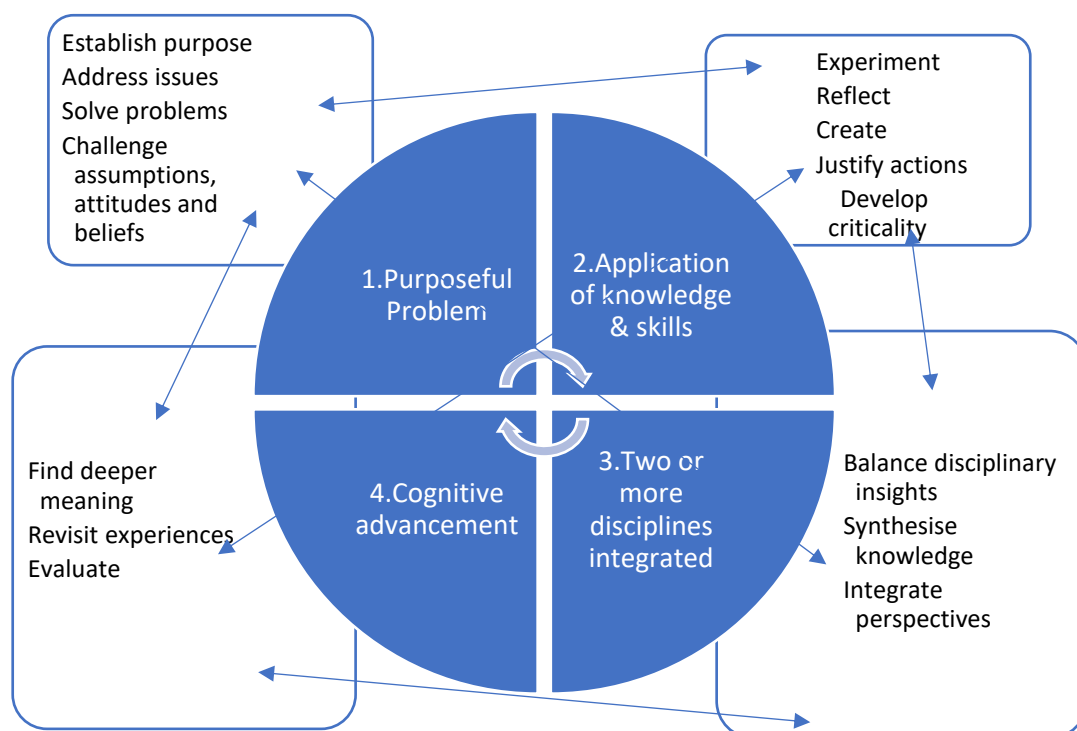 Establish purpose
Address issues
Solve problems
Challenge
assumptions,
attitudes and
beliefs
Experiment
Reflect
Create
Justify actions
Develop
criticality
1.Purposeful
Problem
2.Application
of knowledge
& skills
Find deeper
meaning
Revisit experiences
Evaluate
4.Cognitive
advancement
3.Two or
more
disciplines
integrated
Balance disciplinary
insights
Synthesise
knowledge
Integrate
perspectives